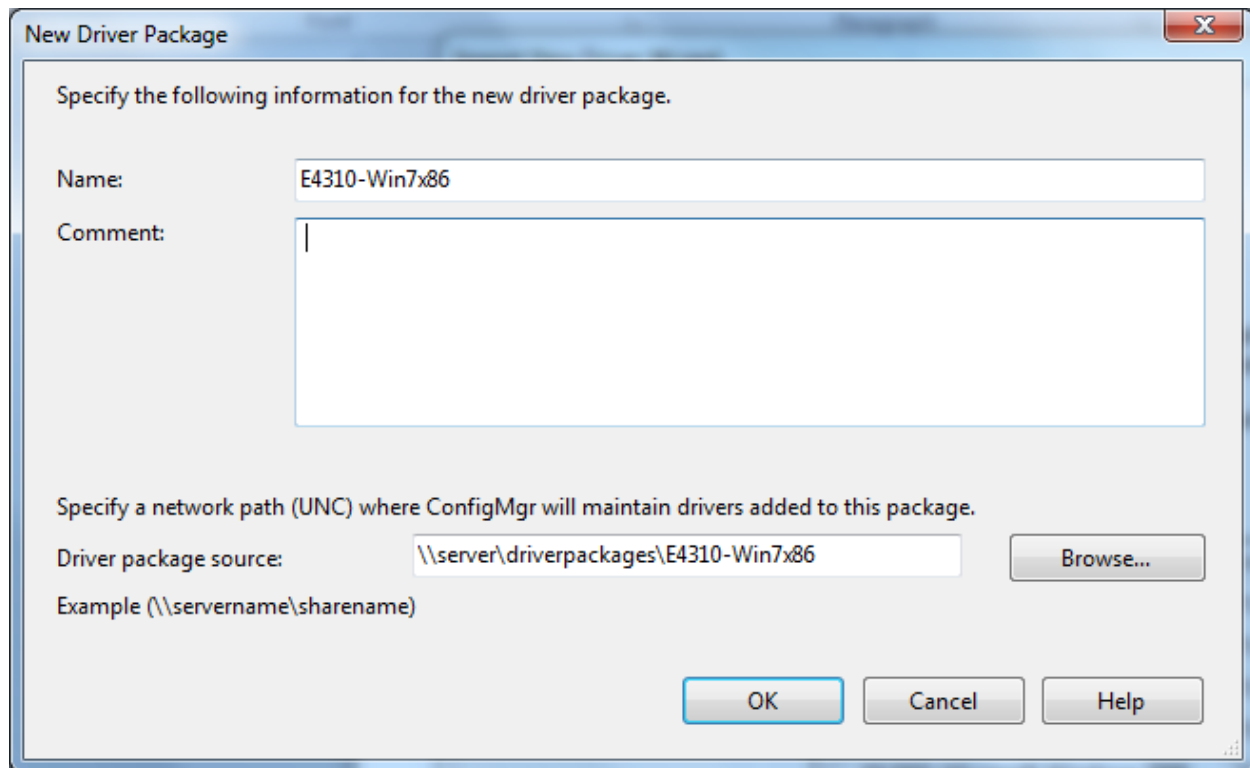 New Driver Package
Specify the following information for the new driver package.
Name:
E4310-Win7x86
Comment:
Specify a network path (UNC) where ConfigMgr will maintain drivers added to this package.
Driver package source:
\\server\driverpackages\E4310-Win7x86
Browse...
Example (\\servername\sharename)
OK
Cancel
Help